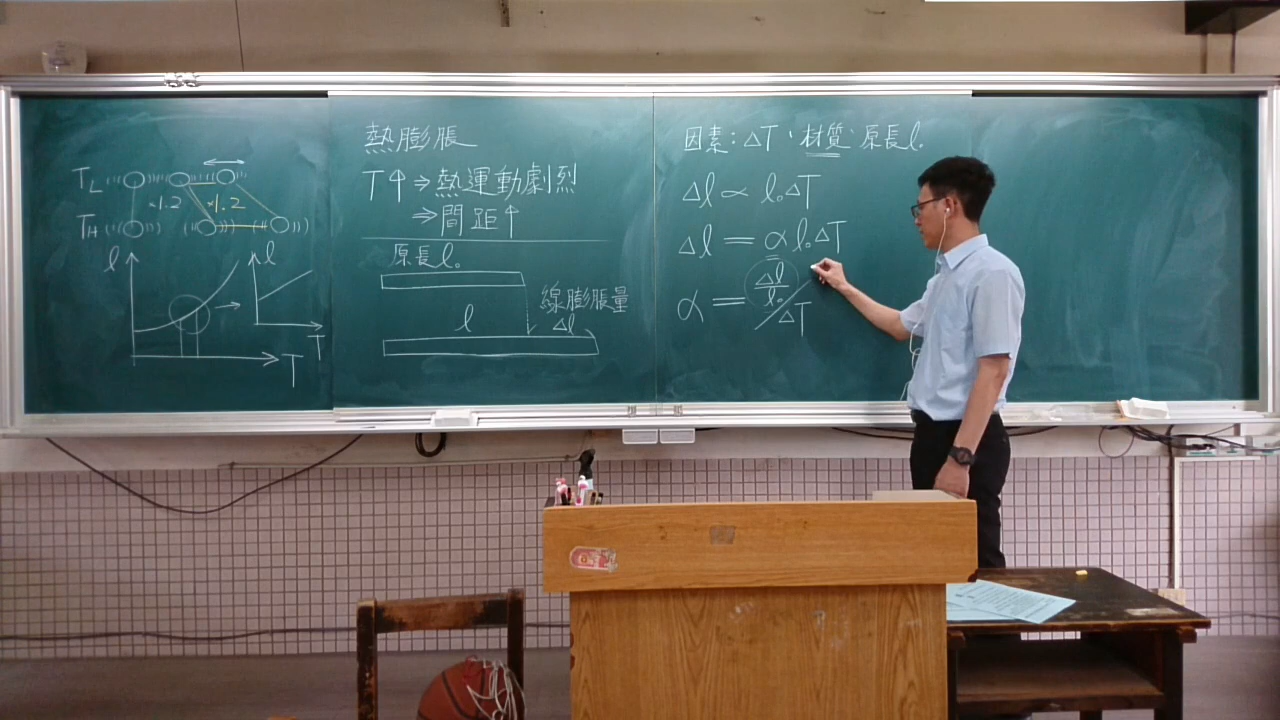 T_L
×1.2 ×1.2
T_H
l
l
T
T
熱膨脹
T↑⇒熱運動劇烈
⇒間距↑
原長l₀
線膨脹量
l Δl
因素:ΔT、材質、原長l₀
Δl ∝ l₀ΔT
Δl = αl₀ΔT
α = Δl/l₀/ΔT